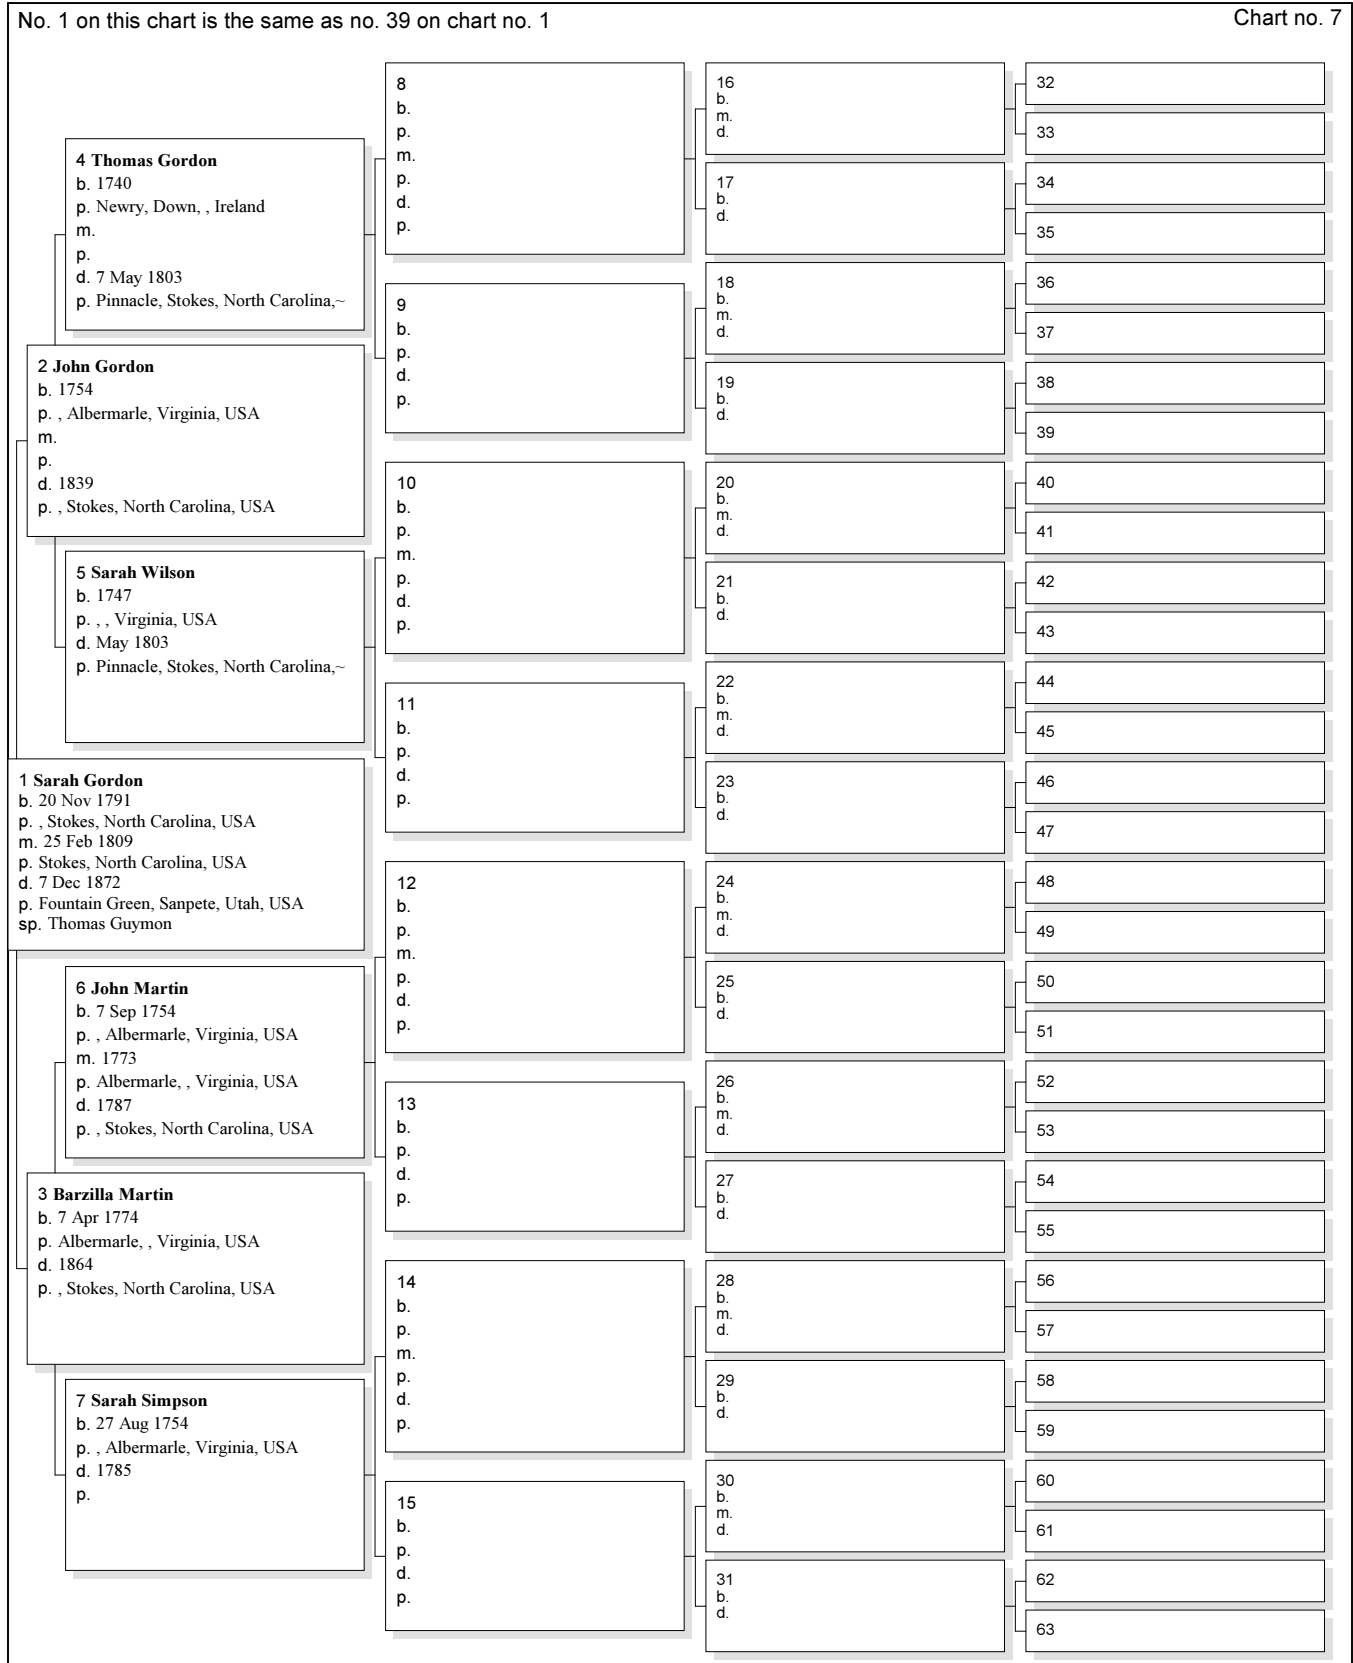 No. 1 on this chart is the same as no. 39 on chart no. 1
Chart no. 7
4 Thomas Gordon
b. 1740
p. Newry, Down, , Ireland
m.
p.
d. 7 May 1803
p. Pinnacle, Stokes, North Carolina,~
2 John Gordon
b. 1754
p. , Albermarle, Virginia, USA
m.
p.
d. 1839
p. , Stokes, North Carolina, USA
5 Sarah Wilson
b. 1747
p. , , Virginia, USA
d. May 1803
p. Pinnacle, Stokes, North Carolina,~
1 Sarah Gordon
b. 20 Nov 1791
p. , Stokes, North Carolina, USA
m. 25 Feb 1809
p. Stokes, North Carolina, USA
d. 7 Dec 1872
p. Fountain Green, Sanpete, Utah, USA
sp. Thomas Guymon
6 John Martin
b. 7 Sep 1754
p. , Albermarle, Virginia, USA
m. 1773
p. Albermarle, , Virginia, USA
d. 1787
p. , Stokes, North Carolina, USA
3 Barzilla Martin
b. 7 Apr 1774
p. Albermarle, , Virginia, USA
d. 1864
p. , Stokes, North Carolina, USA
7 Sarah Simpson
b. 27 Aug 1754
p. , Albermarle, Virginia, USA
d. 1785
p.
8
b.
p.
m.
p.
d.
p.
9
b.
p.
d.
p.
10
b.
p.
m.
p.
d.
p.
11
b.
p.
d.
p.
12
b.
p.
m.
p.
d.
p.
13
b.
p.
d.
p.
14
b.
p.
m.
p.
d.
p.
15
b.
p.
d.
p.
16
b.
m.
d.
17
b.
d.
18
b.
m.
d.
19
b.
d.
20
b.
m.
d.
21
b.
d.
22
b.
m.
d.
23
b.
d.
24
b.
m.
d.
25
b.
d.
26
b.
m.
d.
27
b.
d.
28
b.
m.
d.
29
b.
d.
30
b.
m.
d.
31
b.
d.
32
33
34
35
36
37
38
39
40
41
42
43
44
45
46
47
48
49
50
51
52
53
54
55
56
57
58
59
60
61
62
63